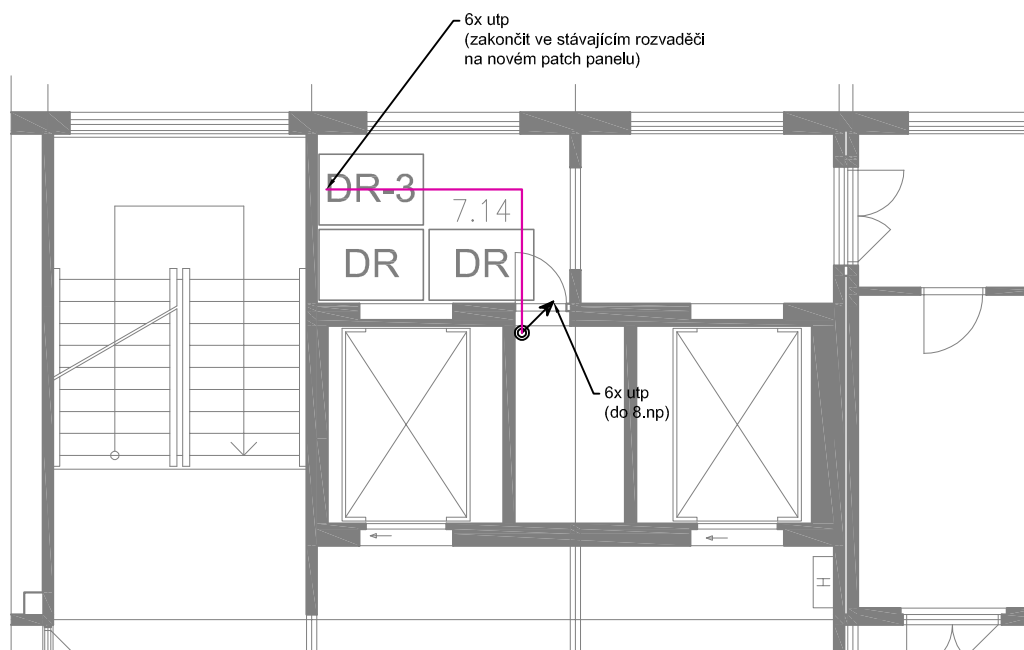 6x utp
(zakončit ve stávajícím rozvaděči
na novém patch panelu)
DR-3
7.14
DR
DR
6x utp
(do 8.np)
H